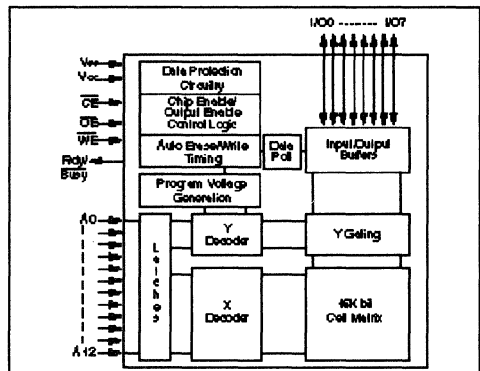 I/O0 I/O7
Vss
Vcc
CE
OE
WE
Rdy/
Busy
A0
A12
Data Protection
Circuitry
Chip Enable/
Output Enable
Control Logic
Auto Erase/Write
Timing
Data
Poll
Input/Output
Buffers
Program Voltage
Generation
Latches
Y
Decoder
Y Gating
X
Decoder
16K bit
Cell Matrix